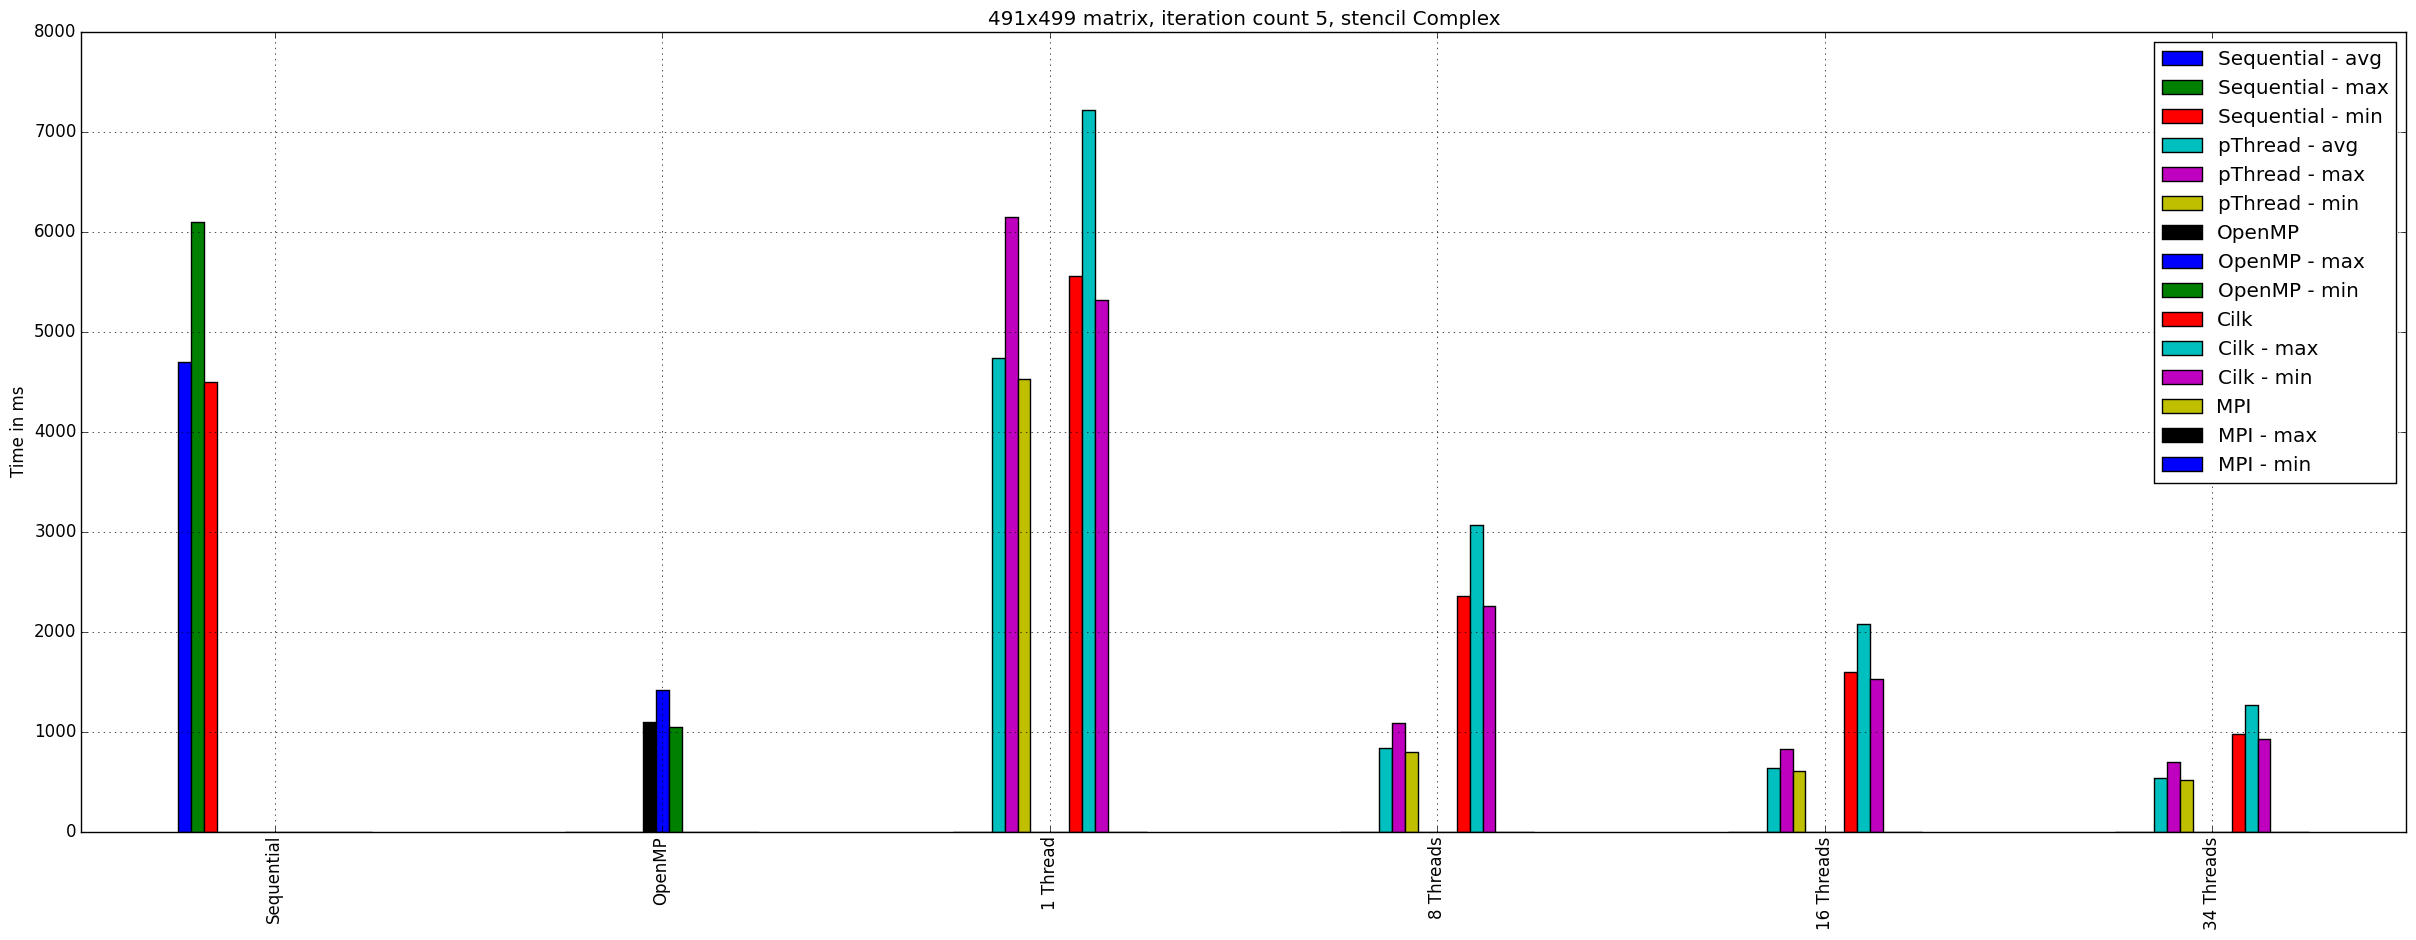 491x499 matrix, iteration count 5, stencil Complex
8000
7000
6000
5000
4000
3000
2000
1000
0
Time in ms
Sequential - avg
Sequential - max
Sequential - min
pThread - avg
pThread - max
pThread - min
OpenMP
OpenMP - max
OpenMP - min
Cilk
Cilk - max
Cilk - min
MPI
MPI - max
MPI - min
Sequential
OpenMP
1 Thread
8 Threads
16 Threads
34 Threads